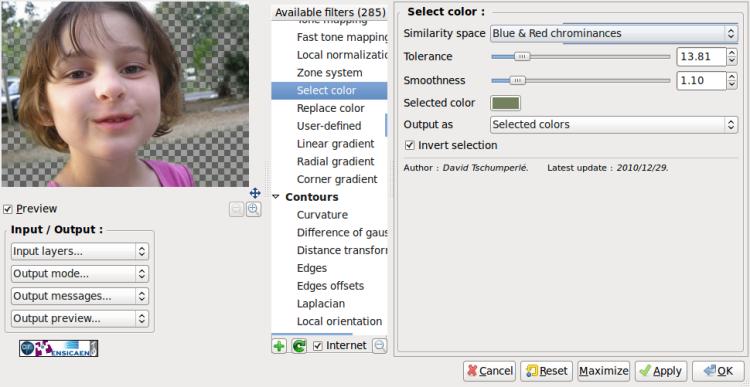 Preview
Input / Output :
Input layers...
Output mode...
Output messages...
Output preview...
ENSICAEN
Available filters (285)
Tone mapping
Fast tone mapping
Local normalizatic
Zone system
Select color
Replace color
User-defined
Linear gradient
Radial gradient
Corner gradient
Contours
Curvature
Difference of gaus
Distance transforr
Edges
Edges offsets
Laplacian
Local orientation
Internet
Select color :
Similarity space Blue & Red chrominances
Tolerance 13.81
Smoothness 1.10
Selected color
Output as Selected colors
Invert selection
Author : David Tschumperlé. Latest update : 2010/12/29.
Cancel Reset Maximize Apply OK